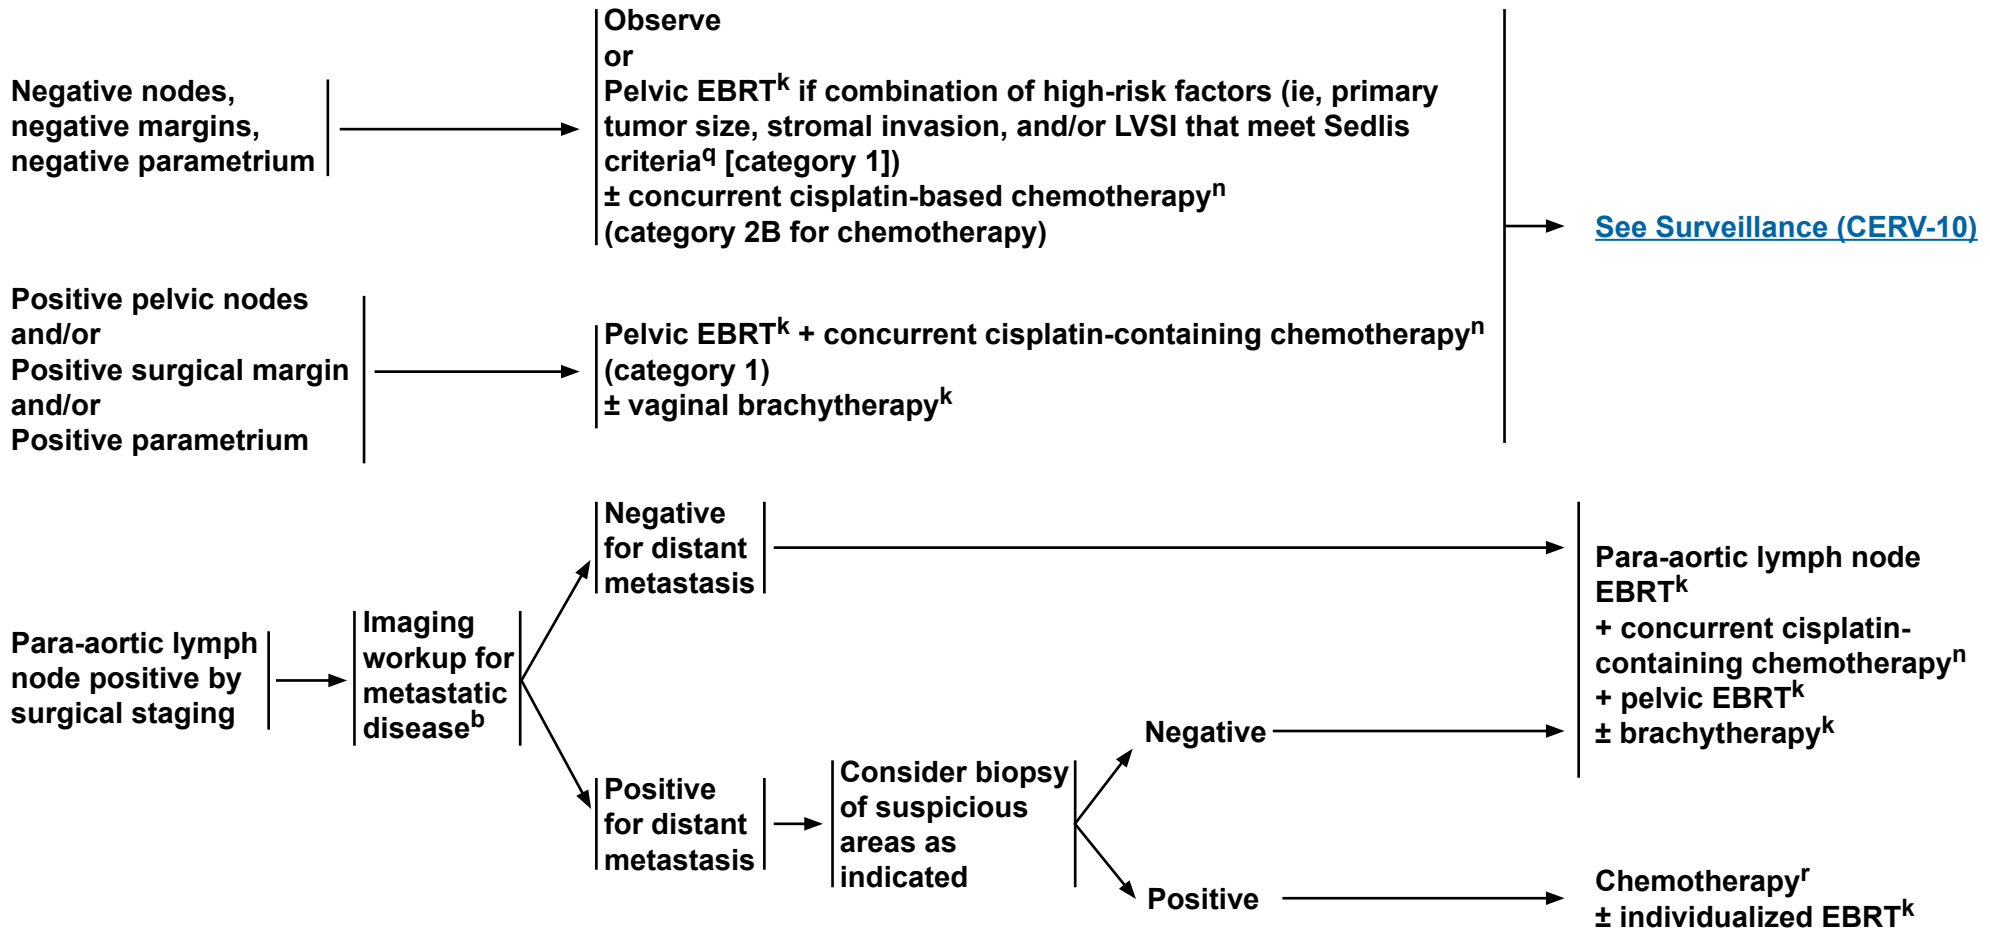 Negative nodes,
negative margins,
negative parametrium
Observe
or
Pelvic EBRTᵏ if combination of high-risk factors (ie, primary
tumor size, stromal invasion, and/or LVSI that meet Sedlis
criteria^q [category 1])
± concurrent cisplatin-based chemotherapyⁿ
(category 2B for chemotherapy)
See Surveillance (CERV-10)
Positive pelvic nodes
and/or
Positive surgical margin
and/or
Positive parametrium
Pelvic EBRTᵏ + concurrent cisplatin-containing chemotherapyⁿ
(category 1)
± vaginal brachytherapyᵏ
Para-aortic lymph
node positive by
surgical staging
Imaging
workup for
metastatic
diseaseᵇ
Negative
for distant
metastasis
Positive
for distant
metastasis
Consider biopsy
of suspicious
areas as
indicated
Negative
Positive
Para-aortic lymph node
EBRTᵏ
+ concurrent cisplatin-
containing chemotherapyⁿ
+ pelvic EBRTᵏ
± brachytherapyᵏ
Chemotherapyʳ
± individualized EBRTᵏ